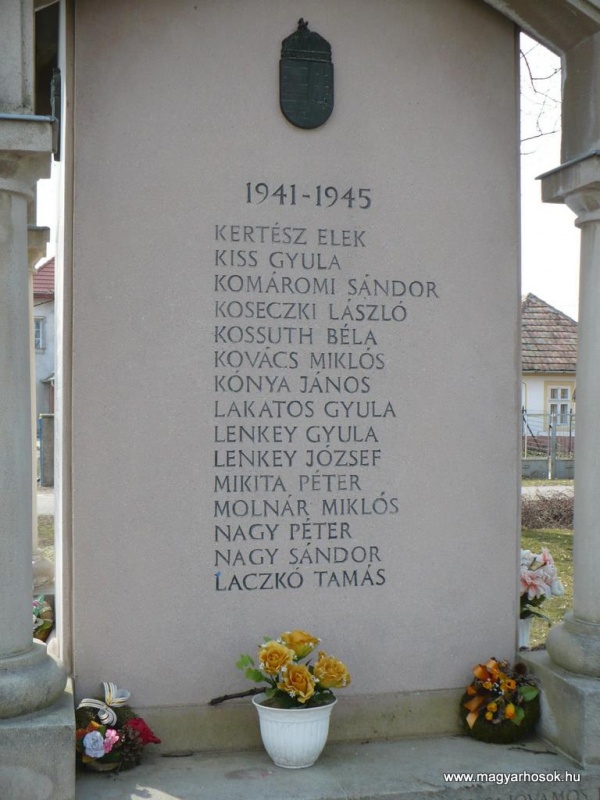 1941-1945
KERTÉSZ ELEK
KISS GYULA
KOMÁROMI SÁNDOR
KOSECZKI LÁSZLÓ
KOSSUTH BÉLA
KOVÁCS MIKLÓS
KÓNYA JÁNOS
LAKATOS GYULA
LENKEY GYULA
LENKEY JÓZSEF
MIKITA PÉTER
MOLNÁR MIKLÓS
NAGY PÉTER
NAGY SÁNDOR
LACZKÓ TAMÁS
www.magyarhosok.hu